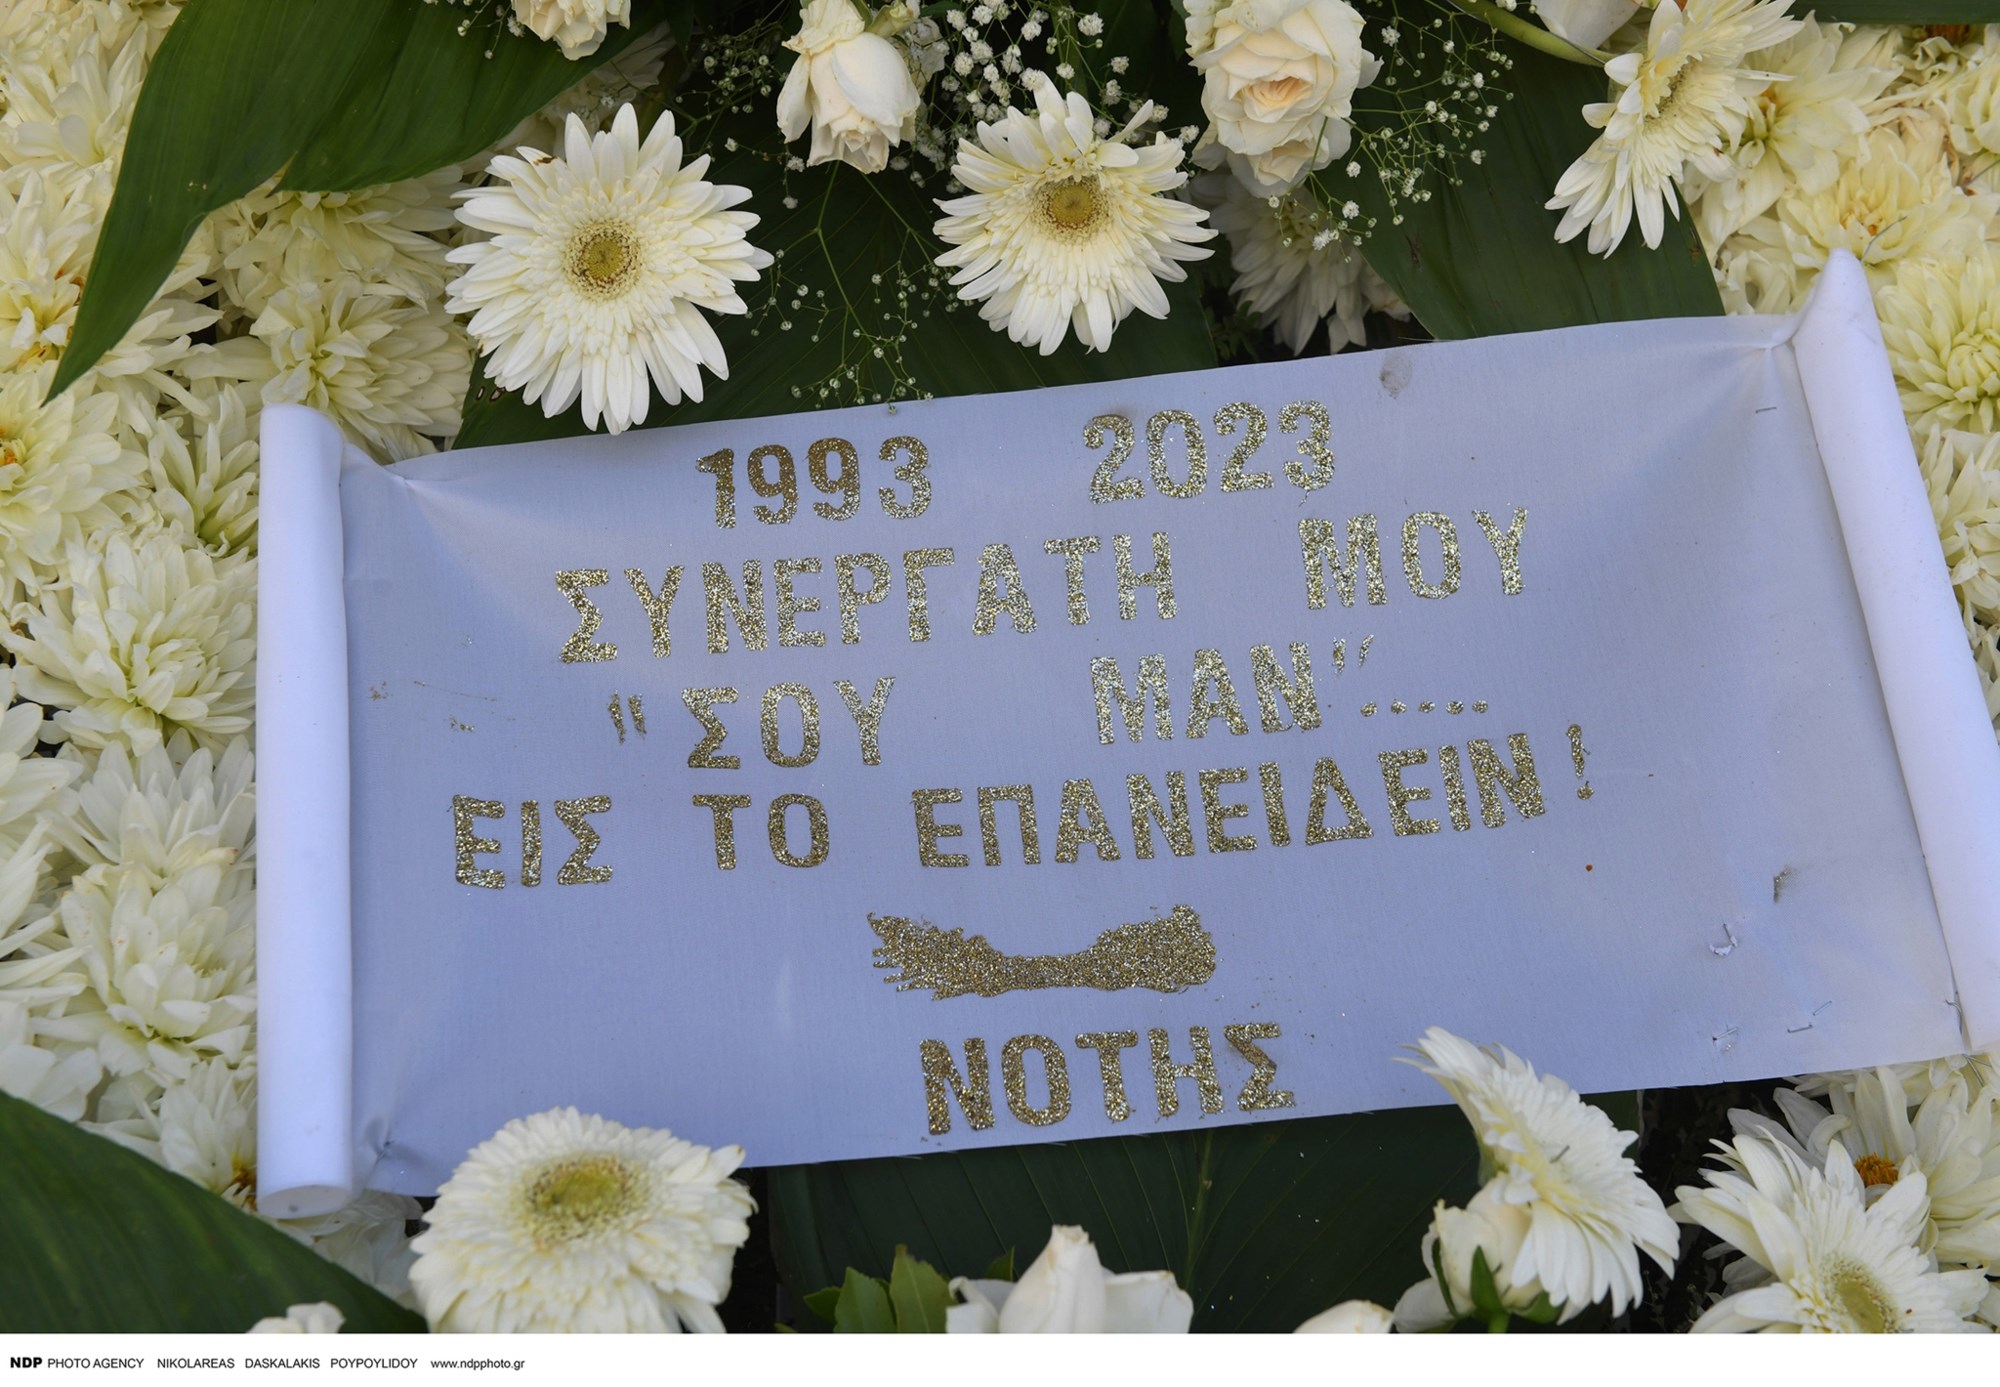 1993 2023
ΣΥΝΕΡΓΑΤΗ ΜΟΥ
"ΣΟΥ ΜΑΝ".....
ΕΙΣ ΤΟ ΕΠΑΝΕΙΔΕΙΝ!
ΝΟΤΗΣ
NDP PHOTO AGENCY NIKOLAREAS DASKALAKIS POYPOYLIDOY www.ndpphoto.gr